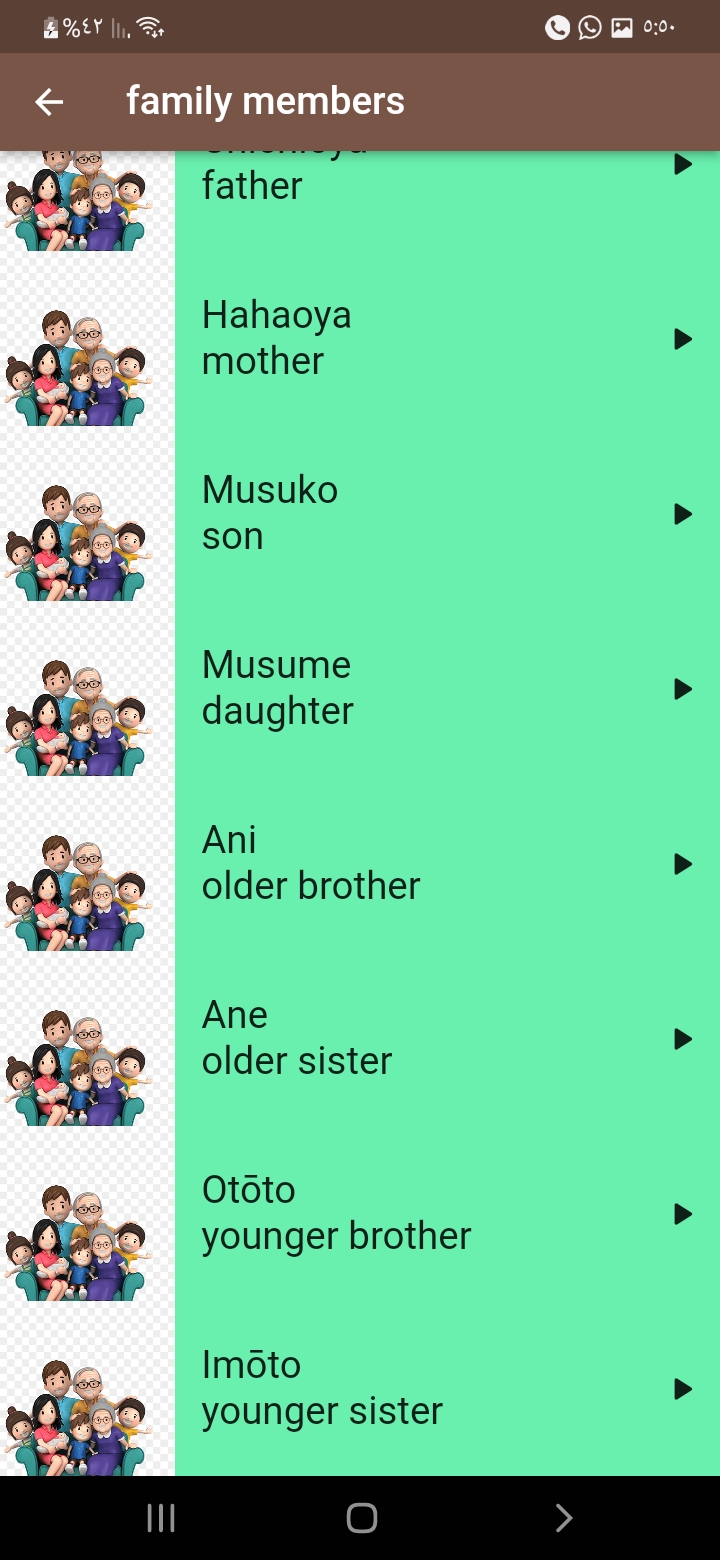 %٤٢
٥:٥٠
family members
father
Hahaoya
mother
Musuko
son
Musume
daughter
Ani
older brother
Ane
older sister
Otōto
younger brother
Imōto
younger sister